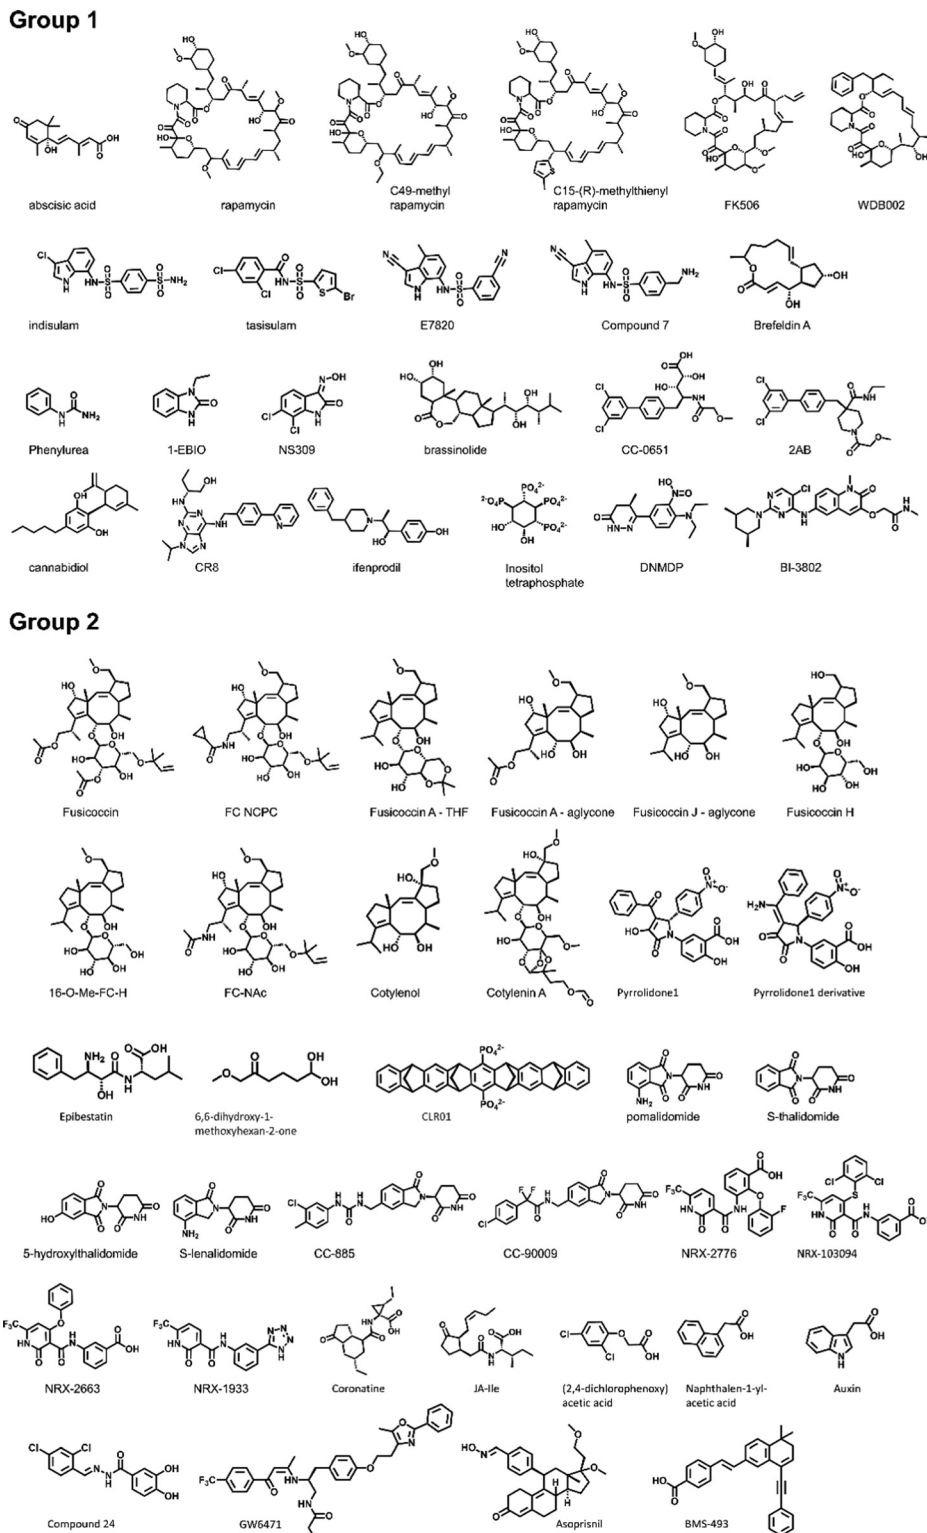 Group 1
abscisic acid
rapamycin
C49-methyl
rapamycin
C15-(R)-methylthienyl
rapamycin
FK506
WDB002
indisulam
tasisulam
E7820
Compound 7
Brefeldin A
Phenylurea
1-EBIO
NS309
brassinolide
CC-0651
2AB
cannabidiol
CR8
ifenprodil
Inositol
tetraphosphate
DNMDP
BI-3802
Group 2
Fusicoccin
FC NCPC
Fusicoccin A - THF
Fusicoccin A - aglycone
Fusicoccin J - aglycone
Fusicoccin H
16-O-Me-FC-H
FC-NAc
Cotylenol
Cotylenin A
Pyrrolidone1
Pyrrolidone1 derivative
Epibestatin
6,6-dihydroxy-1-
methoxyhexan-2-one
CLR01
pomalidomide
S-thalidomide
5-hydroxylthalidomide
S-lenalidomide
CC-885
CC-90009
NRX-2776
NRX-103094
NRX-2663
NRX-1933
Coronatine
JA-Ile
(2,4-dichlorophenoxy)
acetic acid
Naphthalen-1-yl-
acetic acid
Auxin
Compound 24
GW6471
Asoprisnil
BMS-493